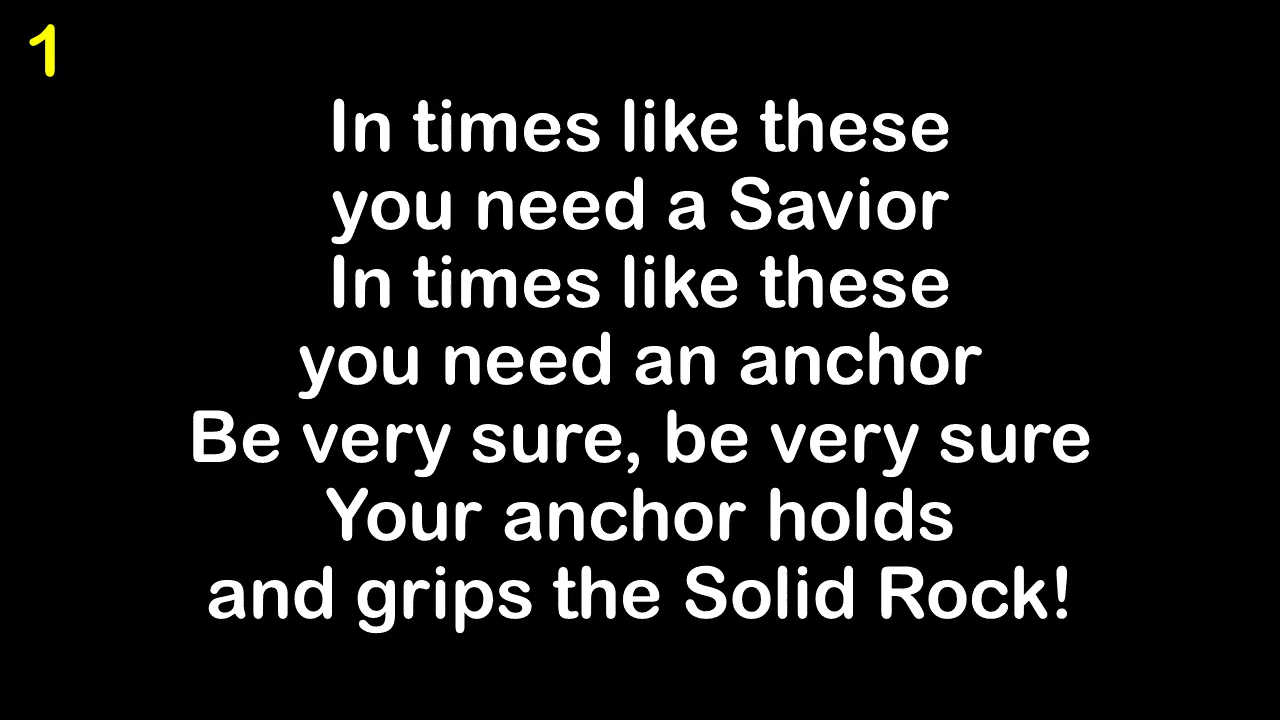 1
In times like these
you need a Savior
In times like these
you need an anchor
Be very sure, be very sure
Your anchor holds
and grips the Solid Rock!